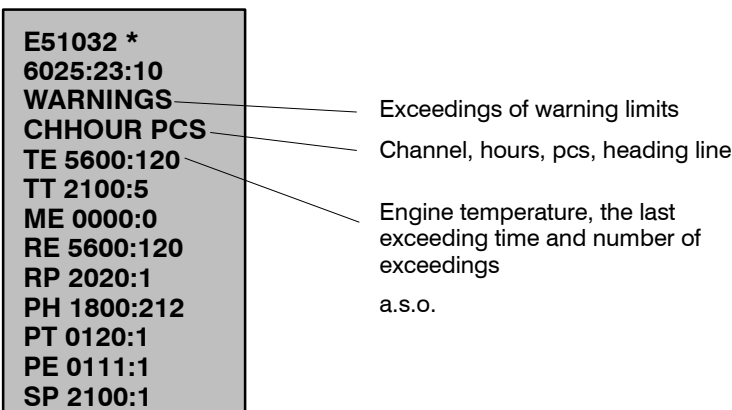 E51032 *
6025:23:10
WARNINGS
CHHOUR PCS
TE 5600:120
TT 2100:5
ME 0000:0
RE 5600:120
RP 2020:1
PH 1800:212
PT 0120:1
PE 0111:1
SP 2100:1
Exceedings of warning limits
Channel, hours, pcs, heading line
Engine temperature, the last
exceeding time and number of
exceedings
a.s.o.